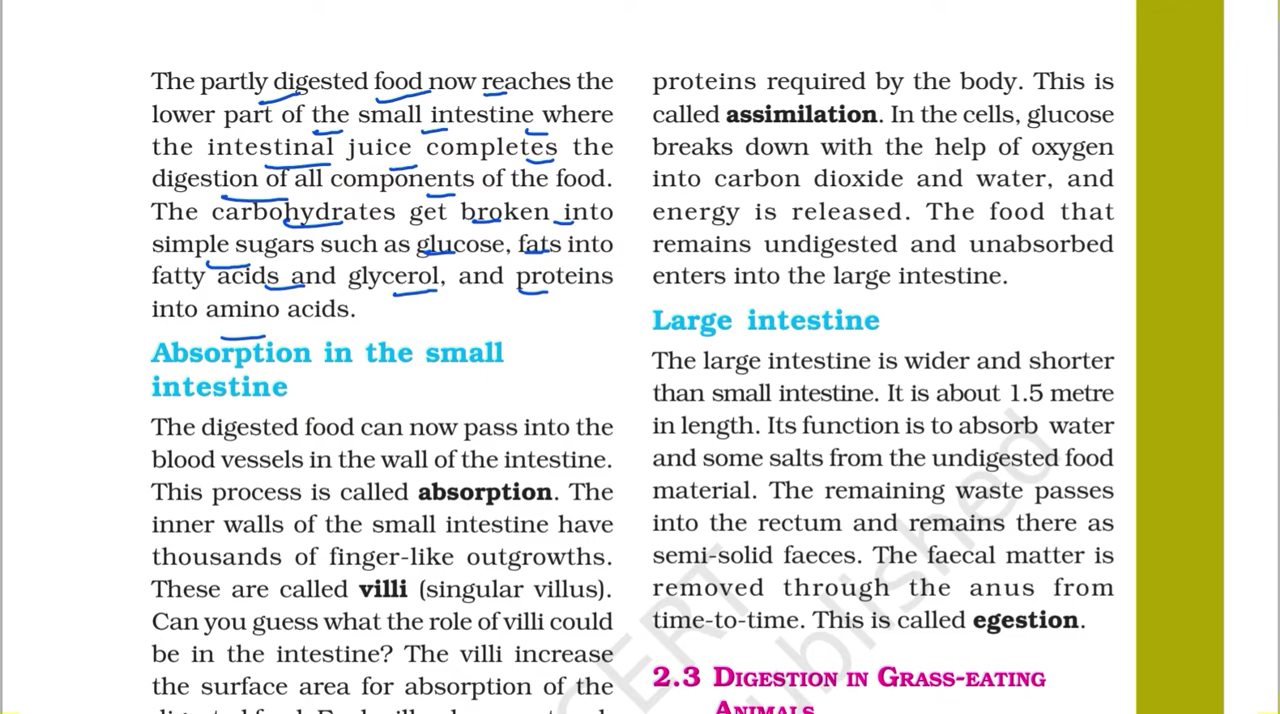 The partly digested food now reaches the
lower part of the small intestine where
the intestinal juice completes the
digestion of all components of the food.
The carbohydrates get broken into
simple sugars such as glucose, fats into
fatty acids and glycerol, and proteins
into amino acids.
Absorption in the small
intestine
The digested food can now pass into the
blood vessels in the wall of the intestine.
This process is called absorption. The
inner walls of the small intestine have
thousands of finger-like outgrowths.
These are called villi (singular villus).
Can you guess what the role of villi could
be in the intestine? The villi increase
the surface area for absorption of the
proteins required by the body. This is
called assimilation. In the cells, glucose
breaks down with the help of oxygen
into carbon dioxide and water, and
energy is released. The food that
remains undigested and unabsorbed
enters into the large intestine.
Large intestine
The large intestine is wider and shorter
than small intestine. It is about 1.5 metre
in length. Its function is to absorb water
and some salts from the undigested food
material. The remaining waste passes
into the rectum and remains there as
semi-solid faeces. The faecal matter is
removed through the anus from
time-to-time. This is called egestion.
2.3 DIGESTION IN GRASS-EATING
ANIMALS